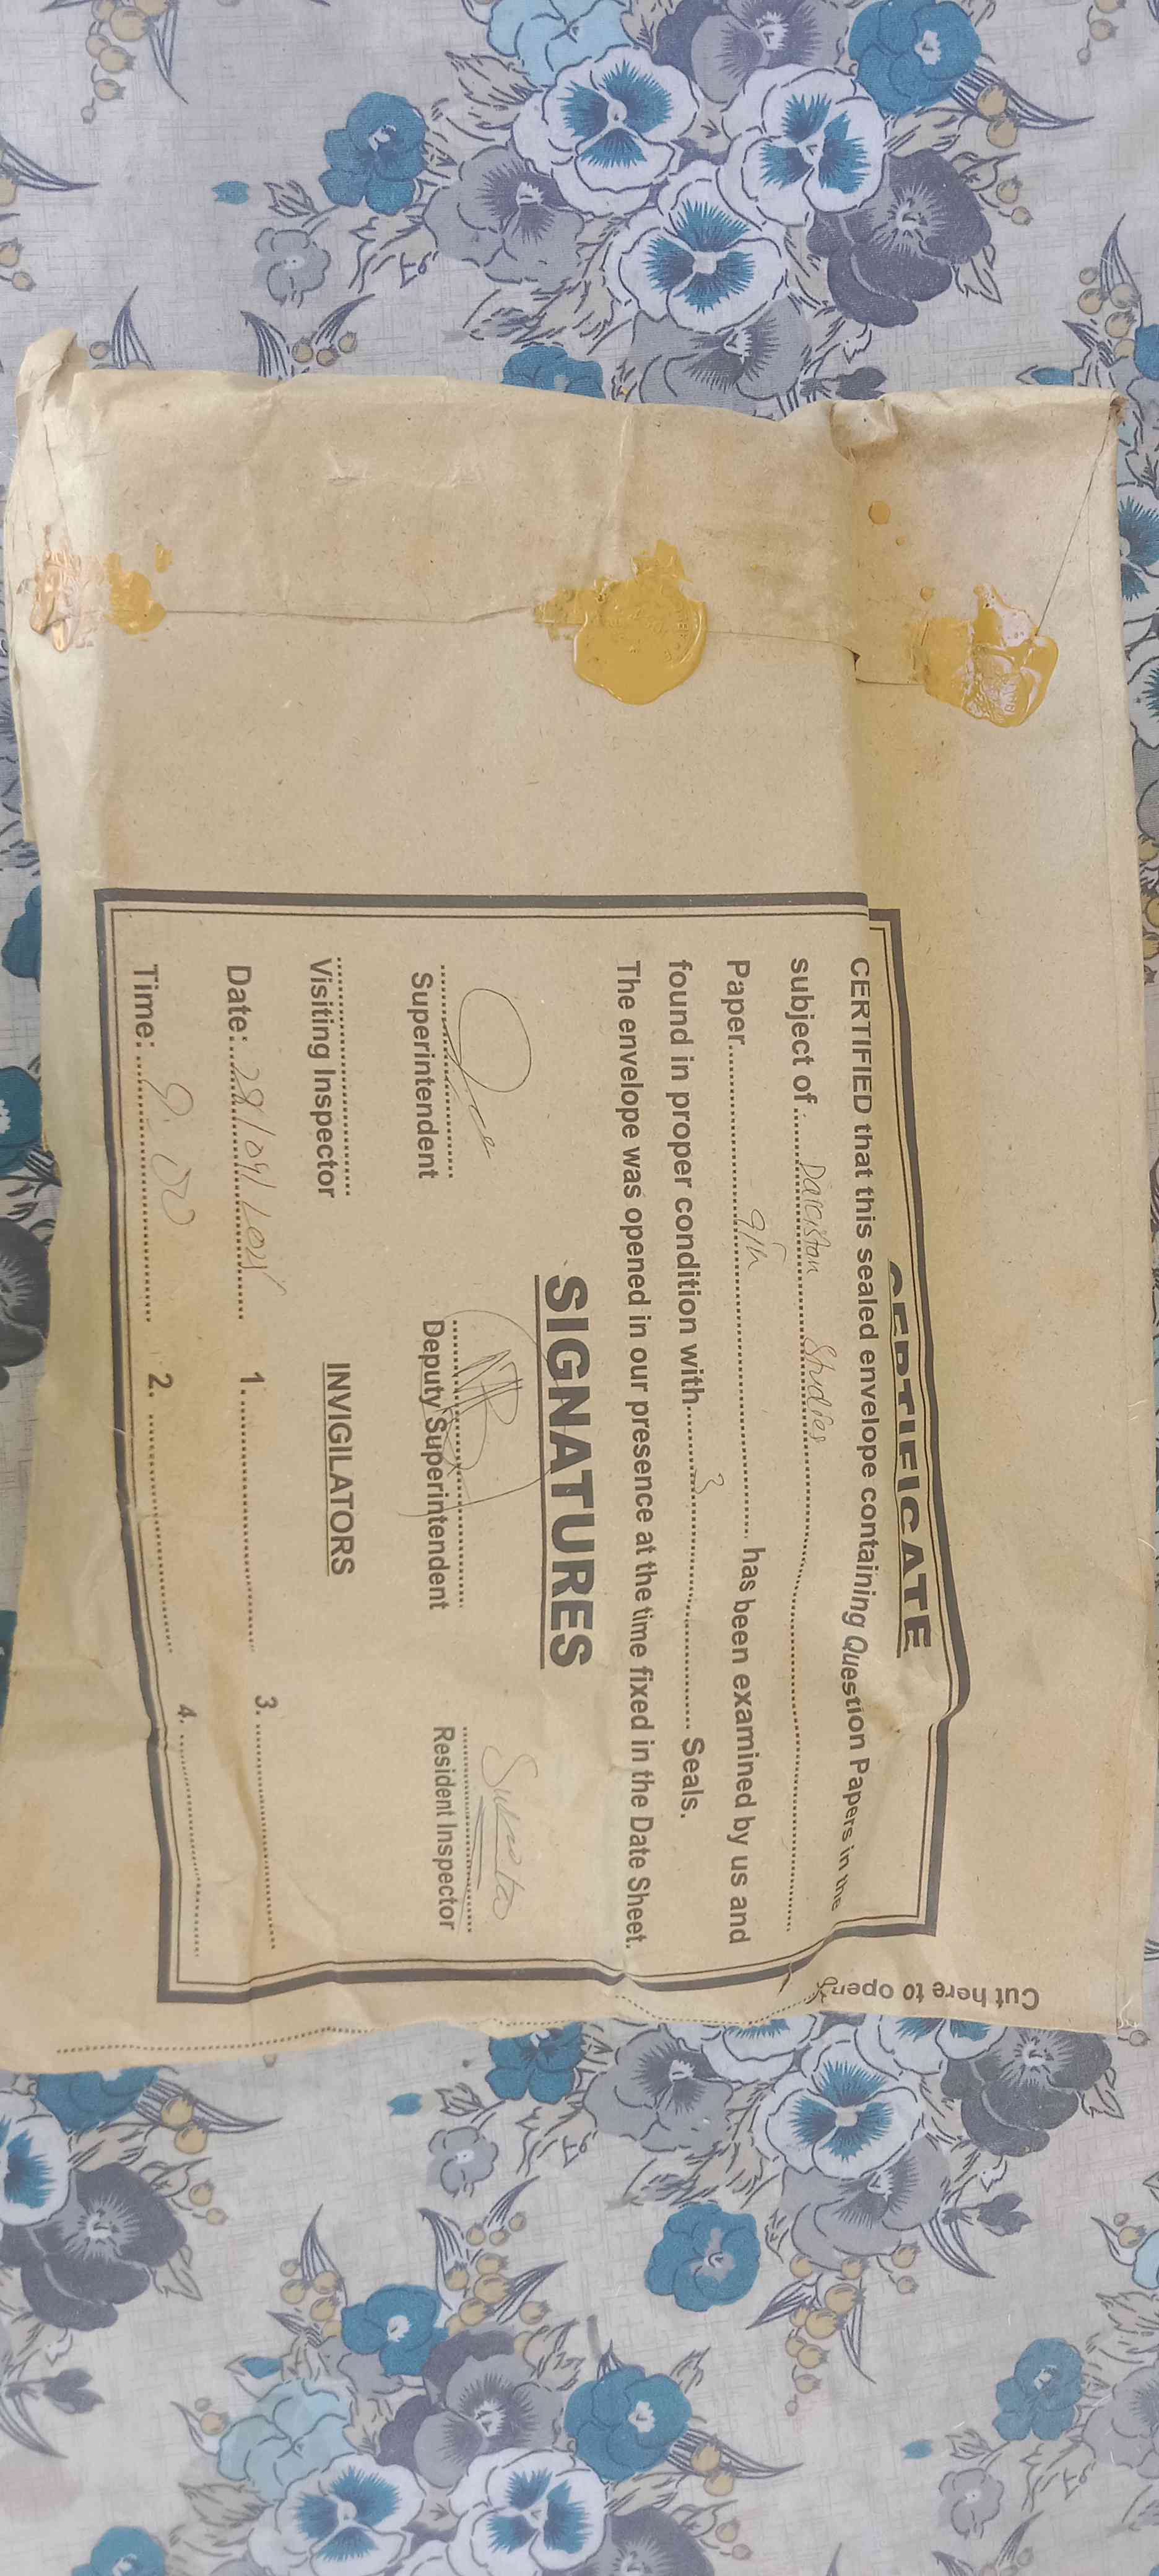 CERTIFICATE
CERTIFIED that this sealed envelope containing Question Papers in the
subject of Pakistan Studies
Paper 9th has been examined by us and
found in proper condition with 3 Seals.
The envelope was opened in our presence at the time fixed in the Date Sheet.
SIGNATURES
Superintendent Deputy Superintendent Resident Inspector
Visiting Inspector INVIGILATORS
Date: 28/09/ 1. 3.
Time: 9:00 2. 4.
Cut here to open